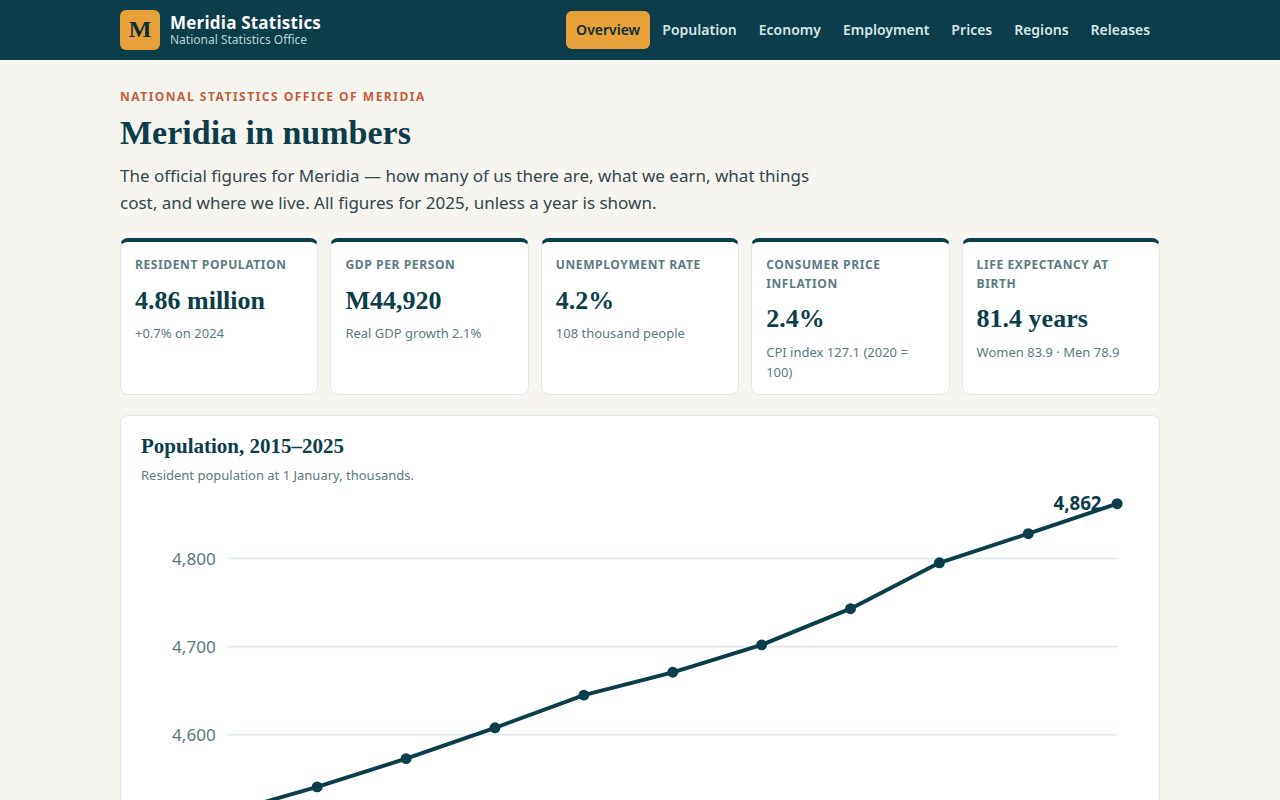 M
Meridia Statistics
National Statistics Office
Overview Population Economy Employment Prices Regions Releases
NATIONAL STATISTICS OFFICE OF MERIDIA
Meridia in numbers
The official figures for Meridia — how many of us there are, what we earn, what things
cost, and where we live. All figures for 2025, unless a year is shown.
RESIDENT POPULATION
4.86 million
+0.7% on 2024
GDP PER PERSON
M44,920
Real GDP growth 2.1%
UNEMPLOYMENT RATE
4.2%
108 thousand people
CONSUMER PRICE
INFLATION
2.4%
CPI index 127.1 (2020 =
100)
LIFE EXPECTANCY AT
BIRTH
81.4 years
Women 83.9 · Men 78.9
Population, 2015–2025
Resident population at 1 January, thousands.
4,862
4,800
4,700
4,600